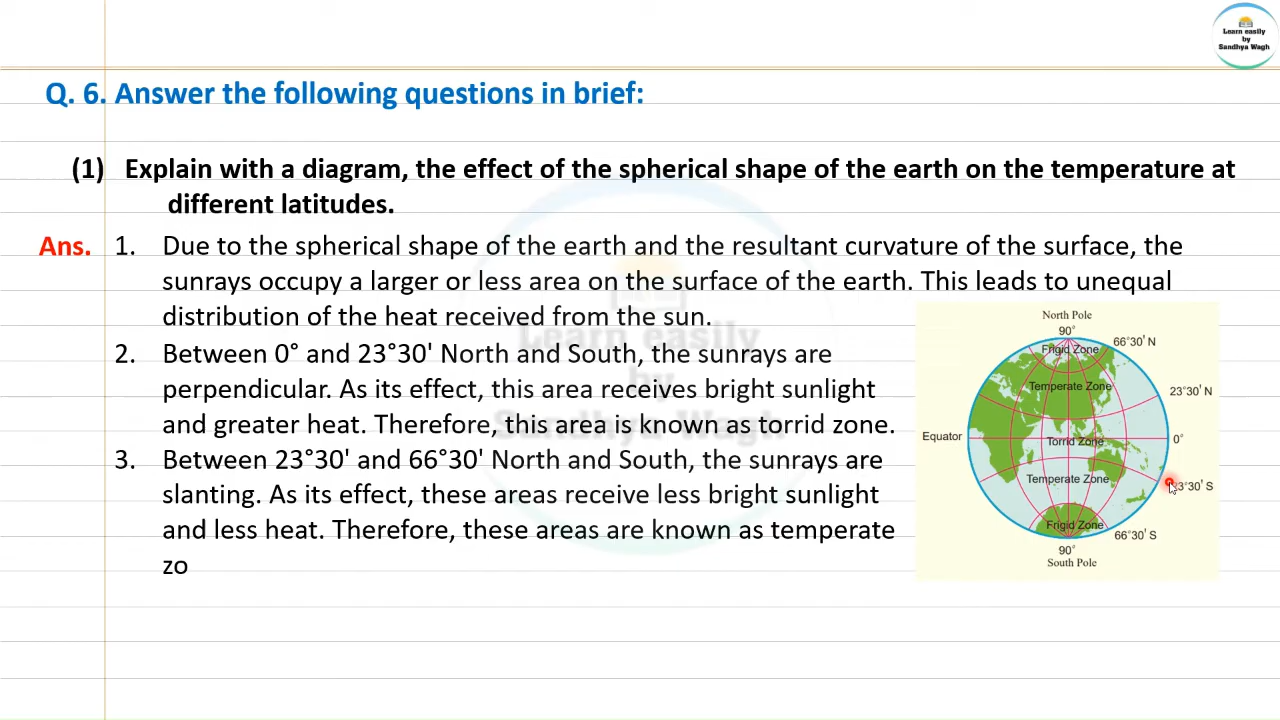 Learn easily
by
Sandhya Wagh
Q. 6. Answer the following questions in brief:
(1) Explain with a diagram, the effect of the spherical shape of the earth on the temperature at
different latitudes.
Ans. 1. Due to the spherical shape of the earth and the resultant curvature of the surface, the
sunrays occupy a larger or less area on the surface of the earth. This leads to unequal
distribution of the heat received from the sun.
2. Between 0° and 23°30' North and South, the sunrays are
perpendicular. As its effect, this area receives bright sunlight
and greater heat. Therefore, this area is known as torrid zone.
3. Between 23°30' and 66°30' North and South, the sunrays are
slanting. As its effect, these areas receive less bright sunlight
and less heat. Therefore, these areas are known as temperate
zo
North Pole
90°
66°30' N
Frigid Zone
Temperate Zone
23°30' N
Equator
Torrid Zone
0°
Temperate Zone
23°30' S
Frigid Zone
66°30' S
90°
South Pole
Learn easily
by
Sandhya Wagh